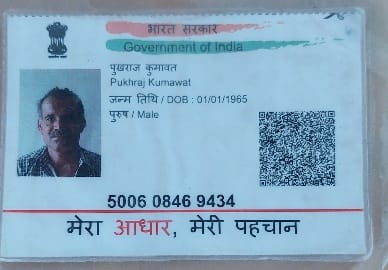 भारत सरकार
Government of India
पुखराज कुमावत
Pukhraj Kumawat
जन्म तिथि / DOB : 01/01/1965
पुरुष / Male
5006 0846 9434
मेरा आधार, मेरी पहचान